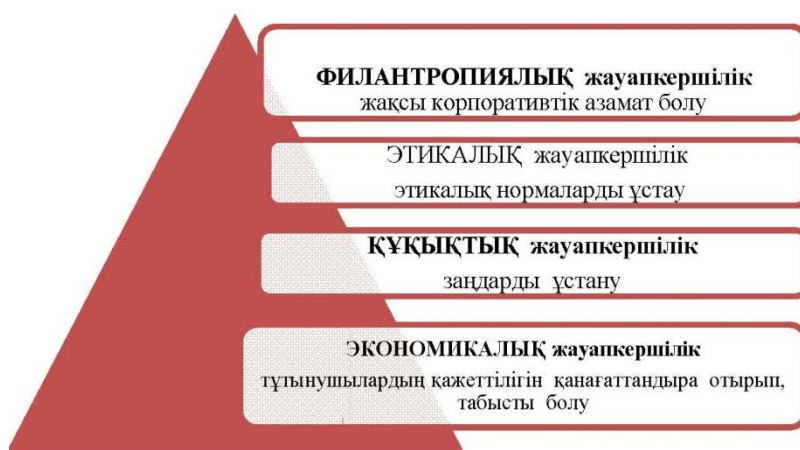 ФИЛАНТРОПИЯЛЫҚ жауапкершілік
жақсы корпоративтік азамат болу
ЭТИКАЛЫҚ жауапкершілік
этикалық нормаларды ұстау
ҚҰҚЫҚТЫҚ жауапкершілік
заңдарды ұстану
ЭКОНОМИКАЛЫҚ жауапкершілік
тұтынушылардың қажеттілігін қанағаттандыра отырып,
табысты болу